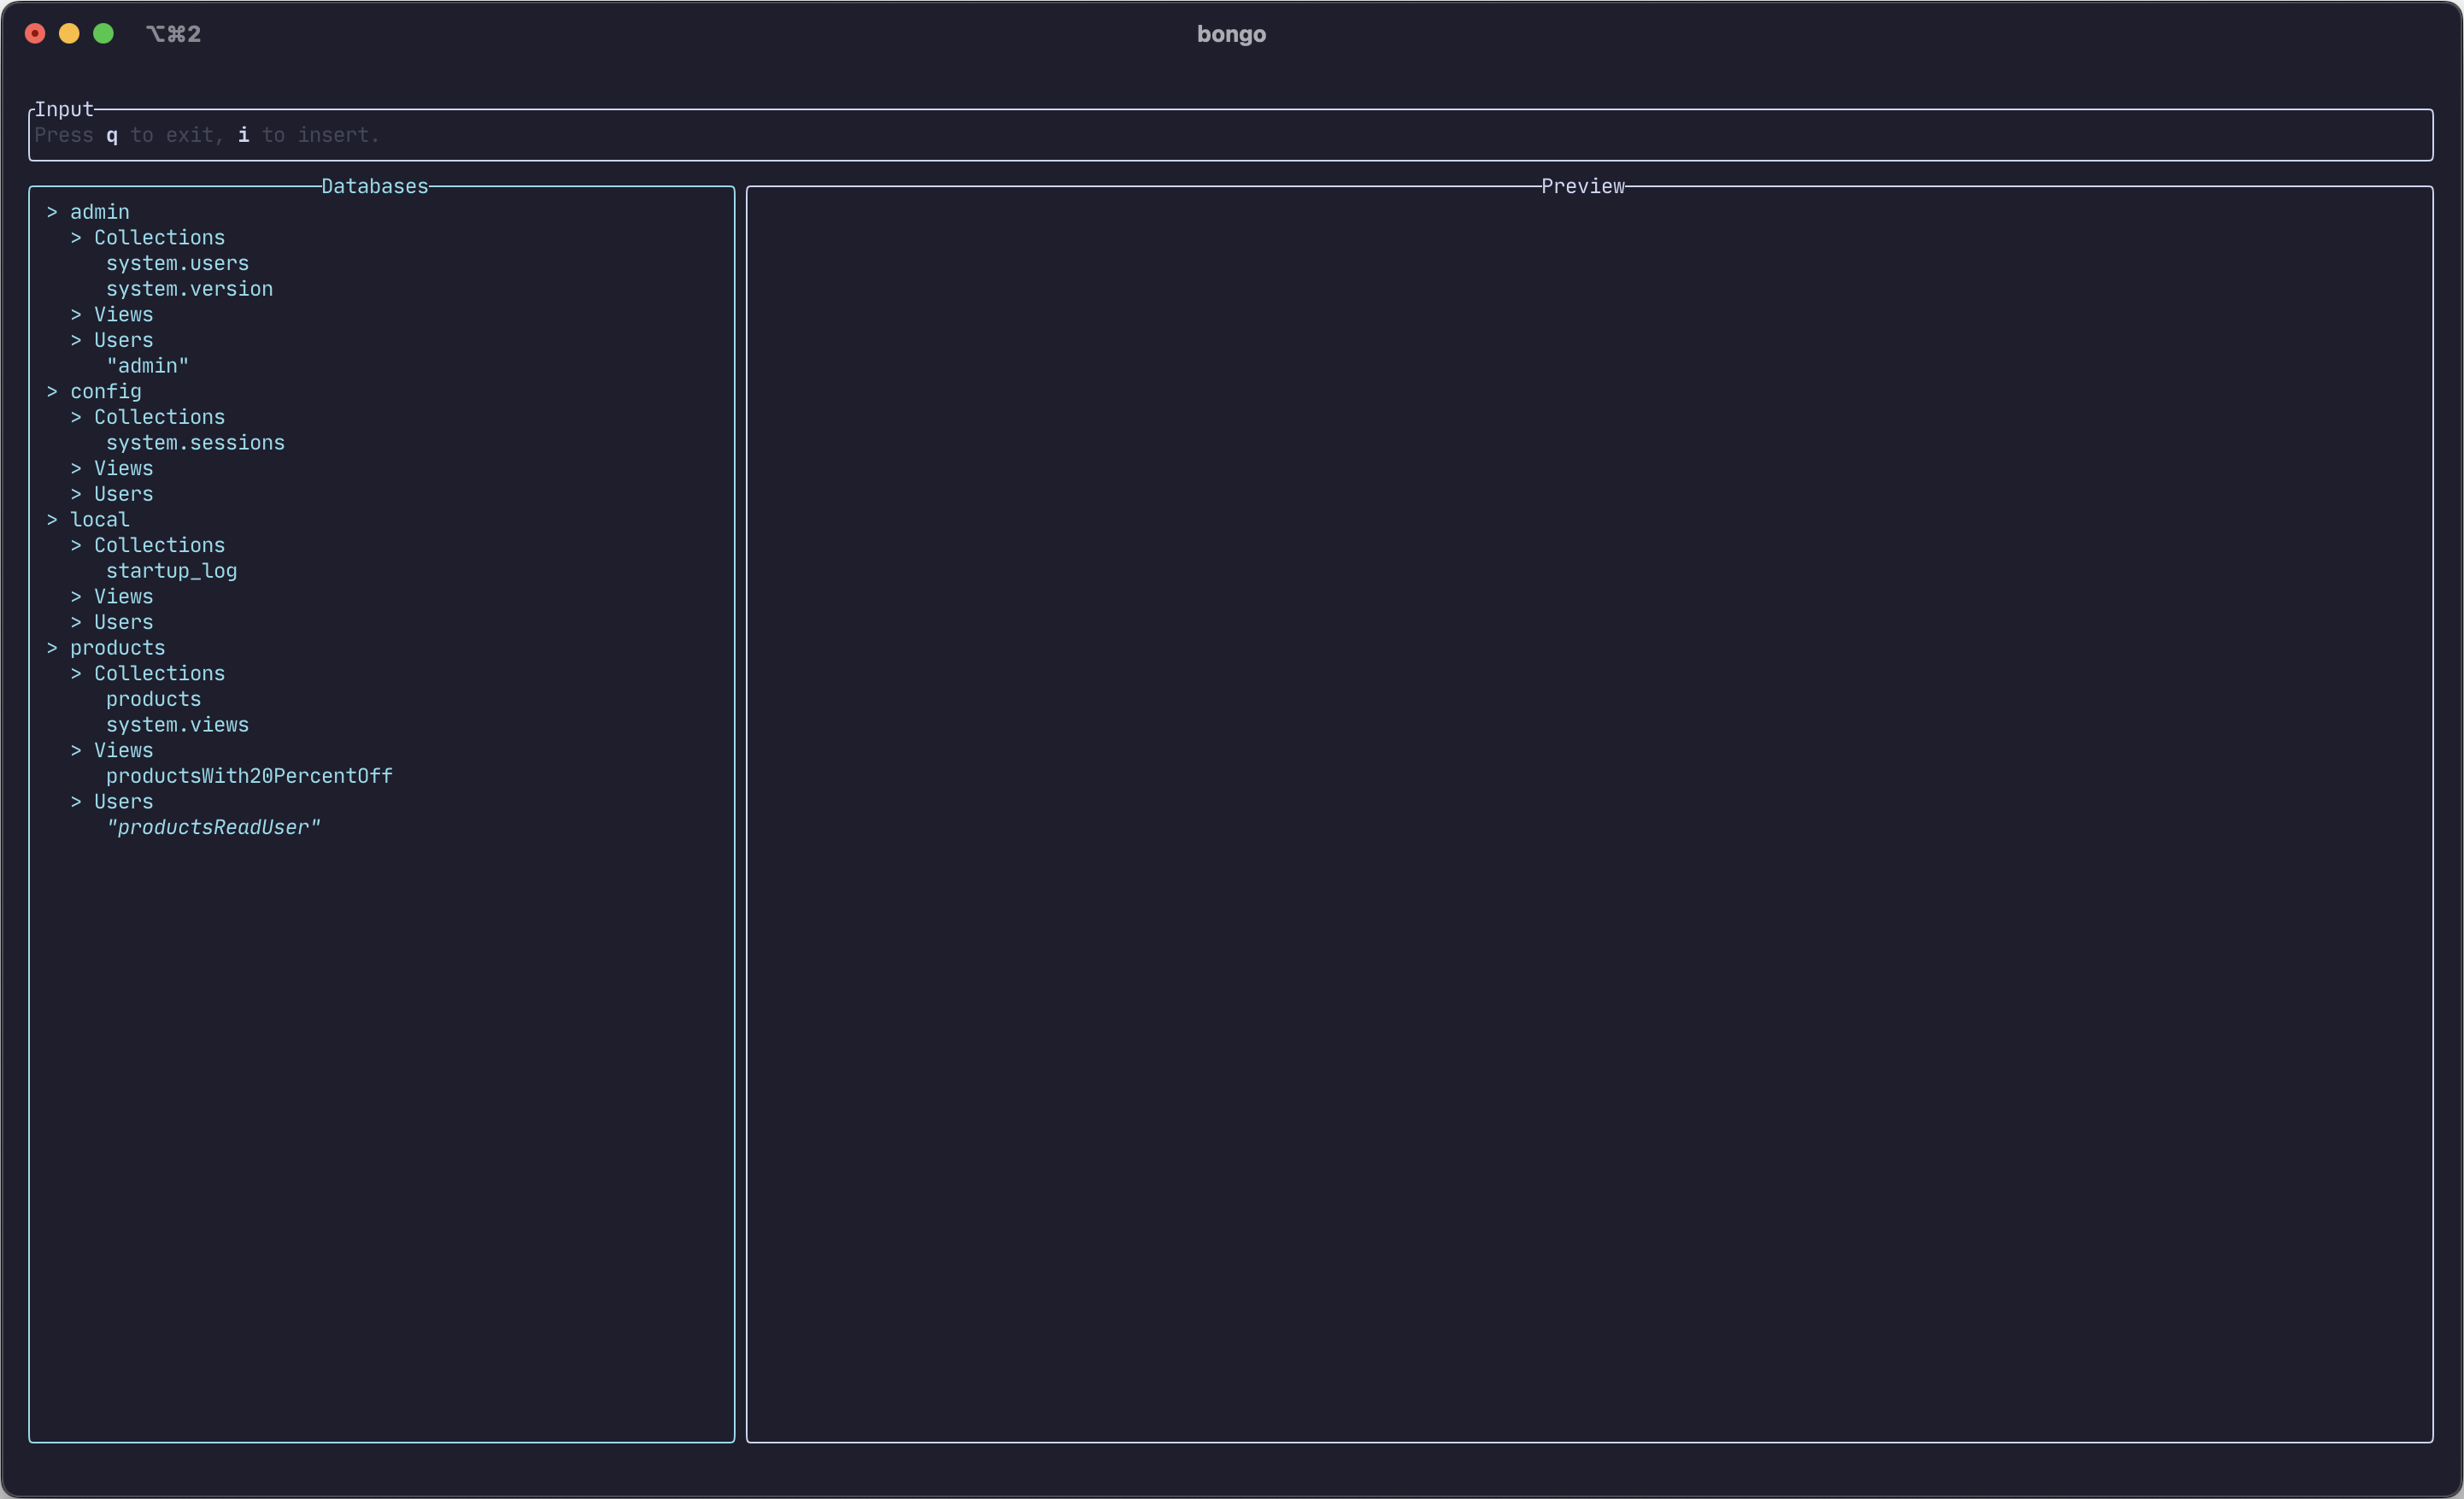 ⌥⌘2 bongo
Input
Press q to exit, i to insert.
Databases
> admin
> Collections
system.users
system.version
> Views
> Users
"admin"
> config
> Collections
system.sessions
> Views
> Users
> local
> Collections
startup_log
> Views
> Users
> products
> Collections
products
system.views
> Views
productsWith20PercentOff
> Users
"productsReadUser"
Preview